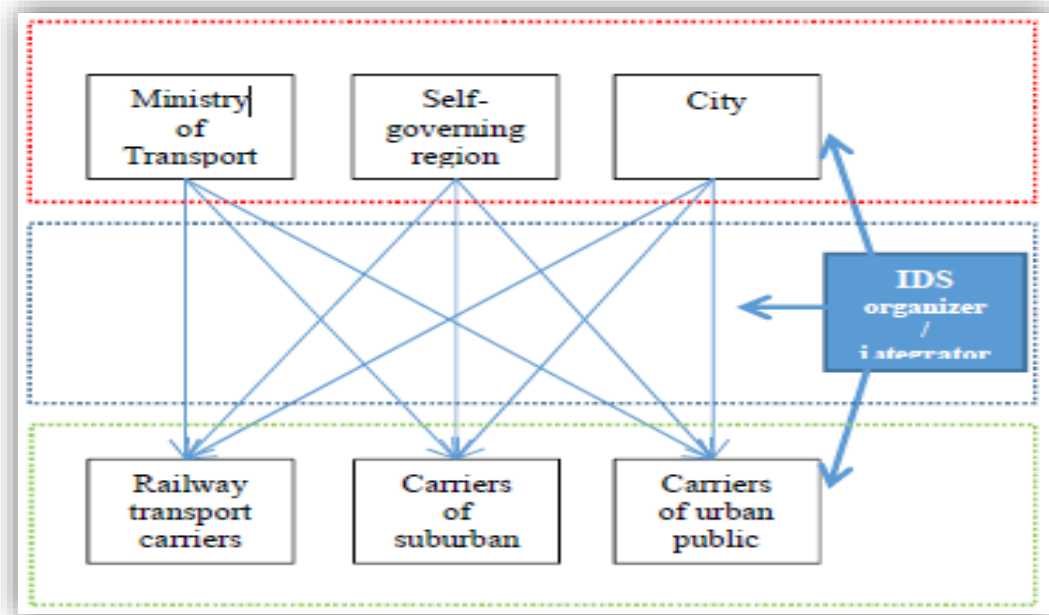 Ministry
of
Transport
Self-
governing
region
City
IDS
organizer
/
integrator
Railway
transport
carriers
Carriers
of
suburban
Carriers
of urban
public